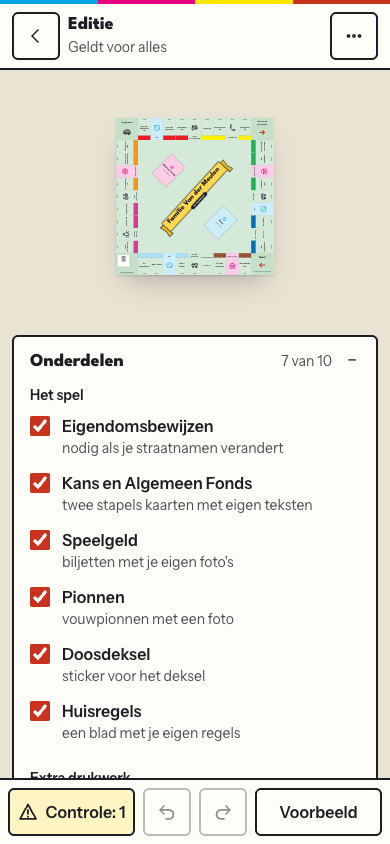 Editie
Geldt voor alles
Familie Van der Meulen
Onderdelen
7 van 10
Het spel
Eigendomsbewijzen
nodig als je straatnamen verandert
Kans en Algemeen Fonds
twee stapels kaarten met eigen teksten
Speelgeld
biljetten met je eigen foto's
Pionnen
vouwpionnen met een foto
Doosdeksel
sticker voor het deksel
Huisregels
een blad met je eigen regels
Extra drukwerk
Controle: 1
Voorbeeld